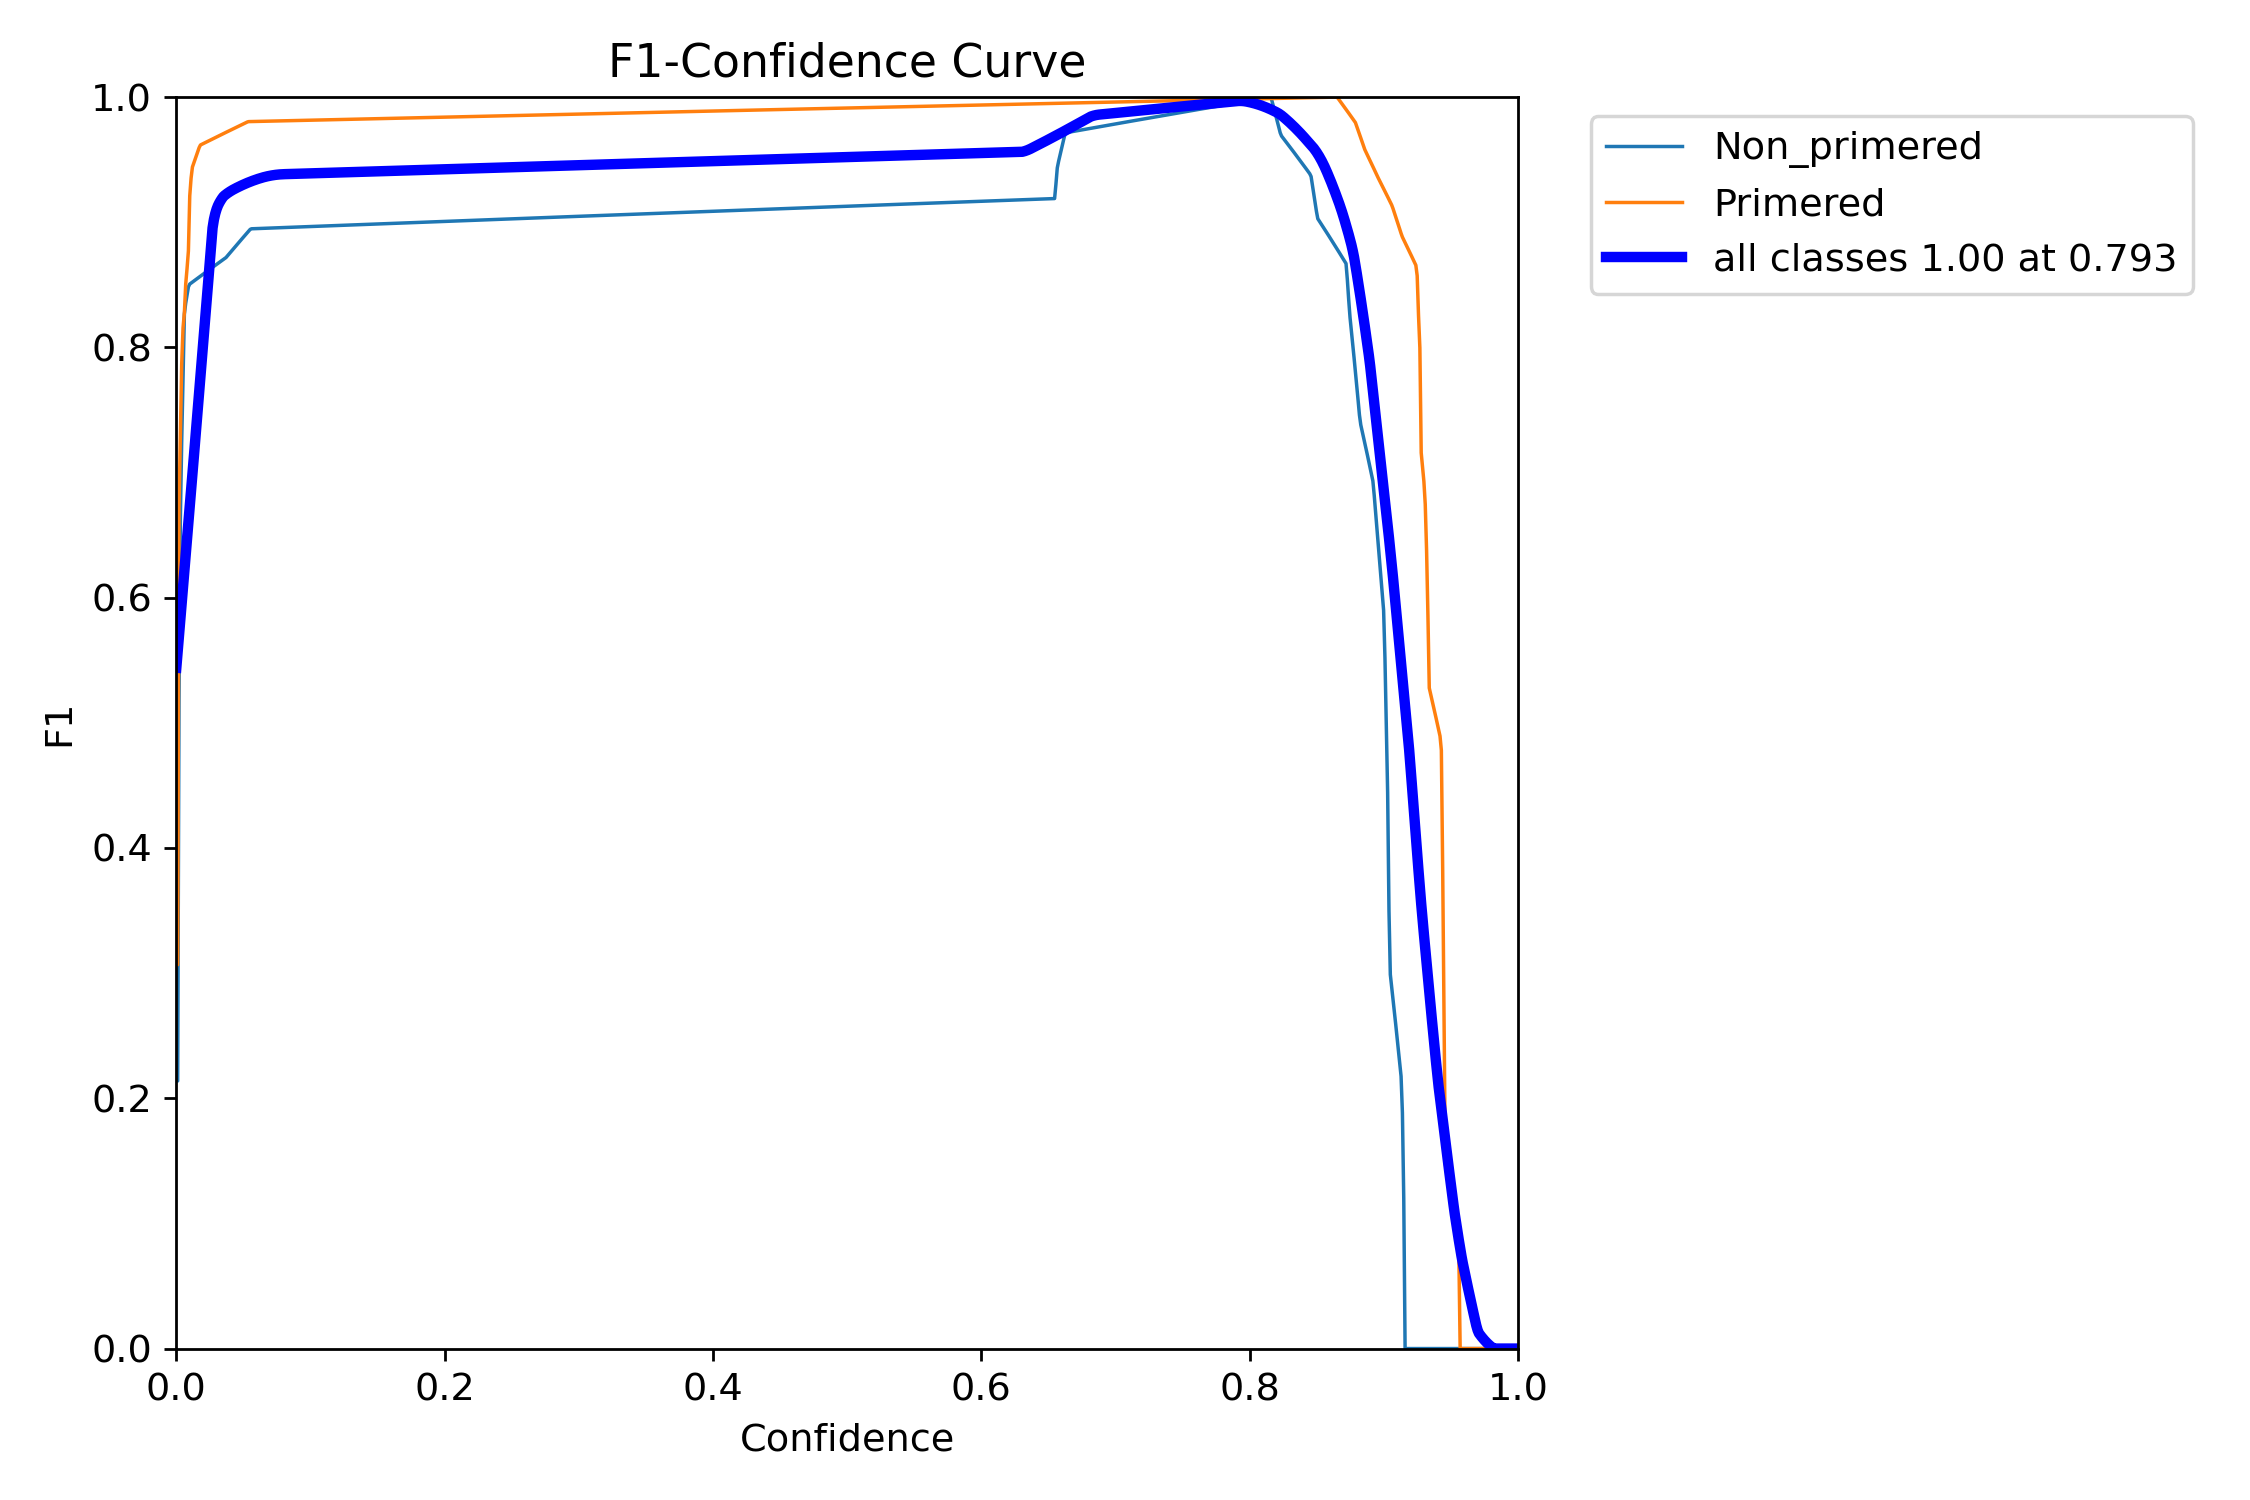 F1-Confidence Curve
1.0
0.8
0.6
0.4
0.2
0.0
F1
0.0 0.2 0.4 0.6 0.8 1.0
Confidence
Non_primered
Primered
all classes 1.00 at 0.793